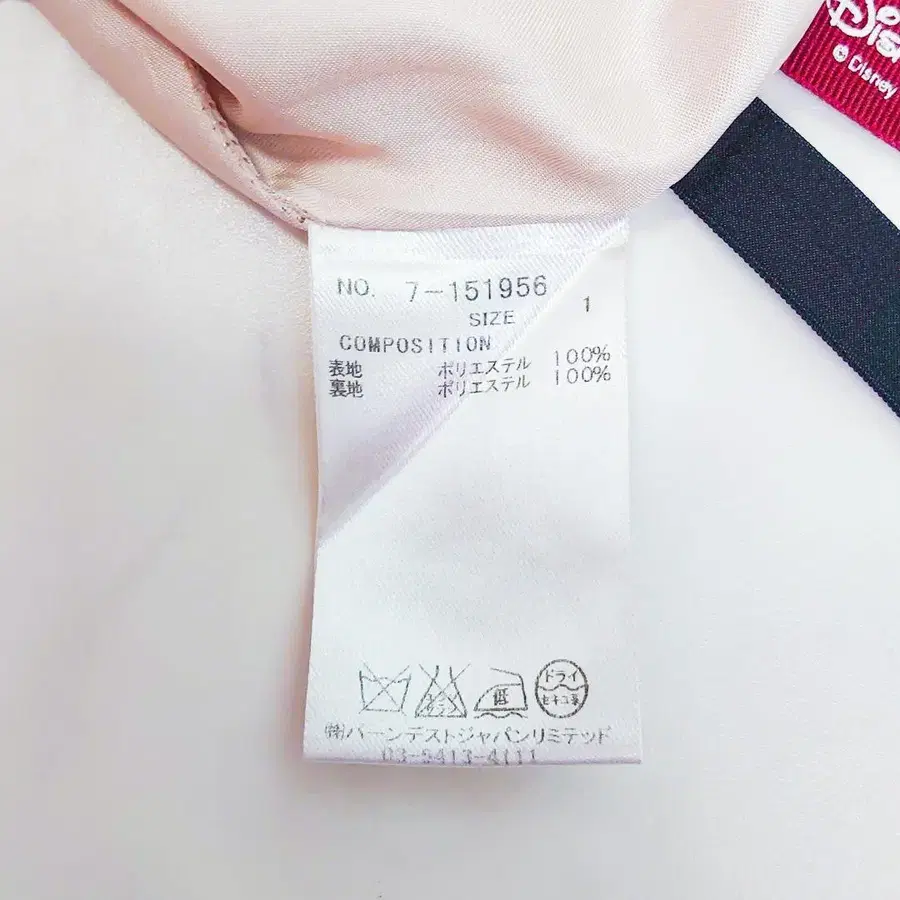 © Disney
NO. 7-151956
SIZE 1
COMPOSITION
表地 ポリエステル 100%
裏地 ポリエステル 100%
低
ドライ
セキユ系
㈱バーンデストジャパンリミテッド
03-5413-4111